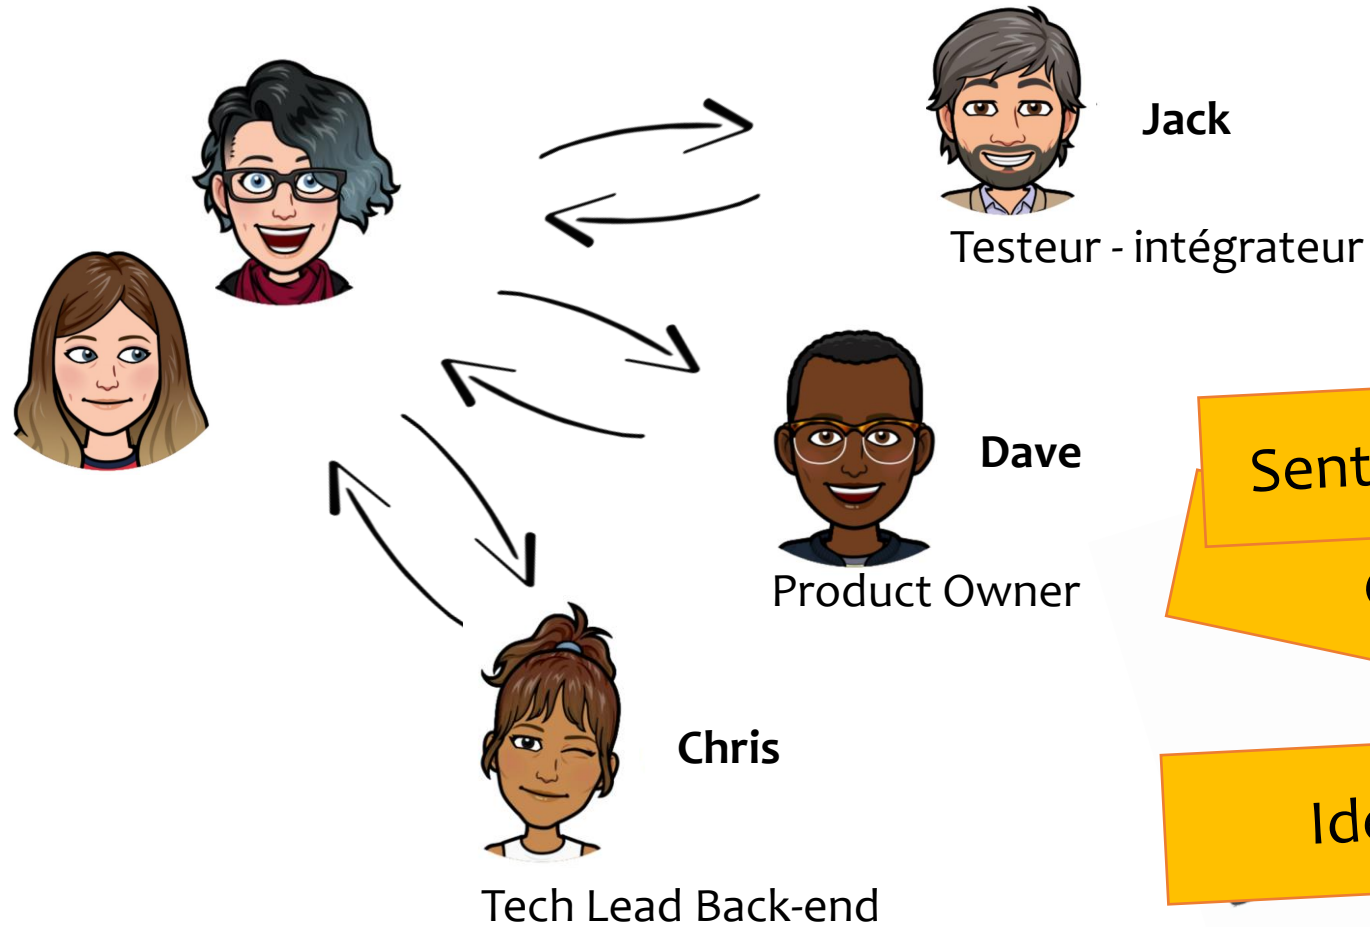 Jack
Testeur - intégrateur
Dave
Product Owner
Chris
Tech Lead Back-end